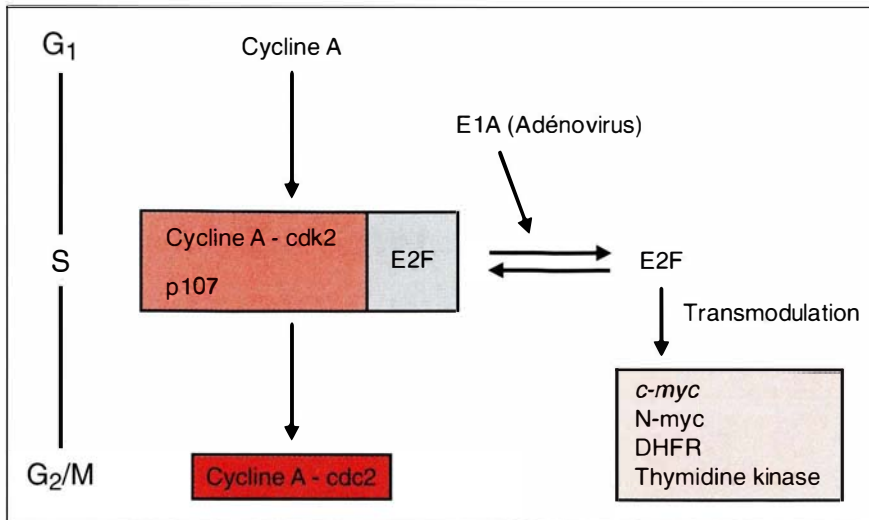 G1
Cycline A
E1A (Adénovirus)
S
Cycline A - cdk2
p107
E2F
E2F
Transmodulation
c-myc
N-myc
DHFR
Thymidine kinase
G2/M
Cycline A - cdc2